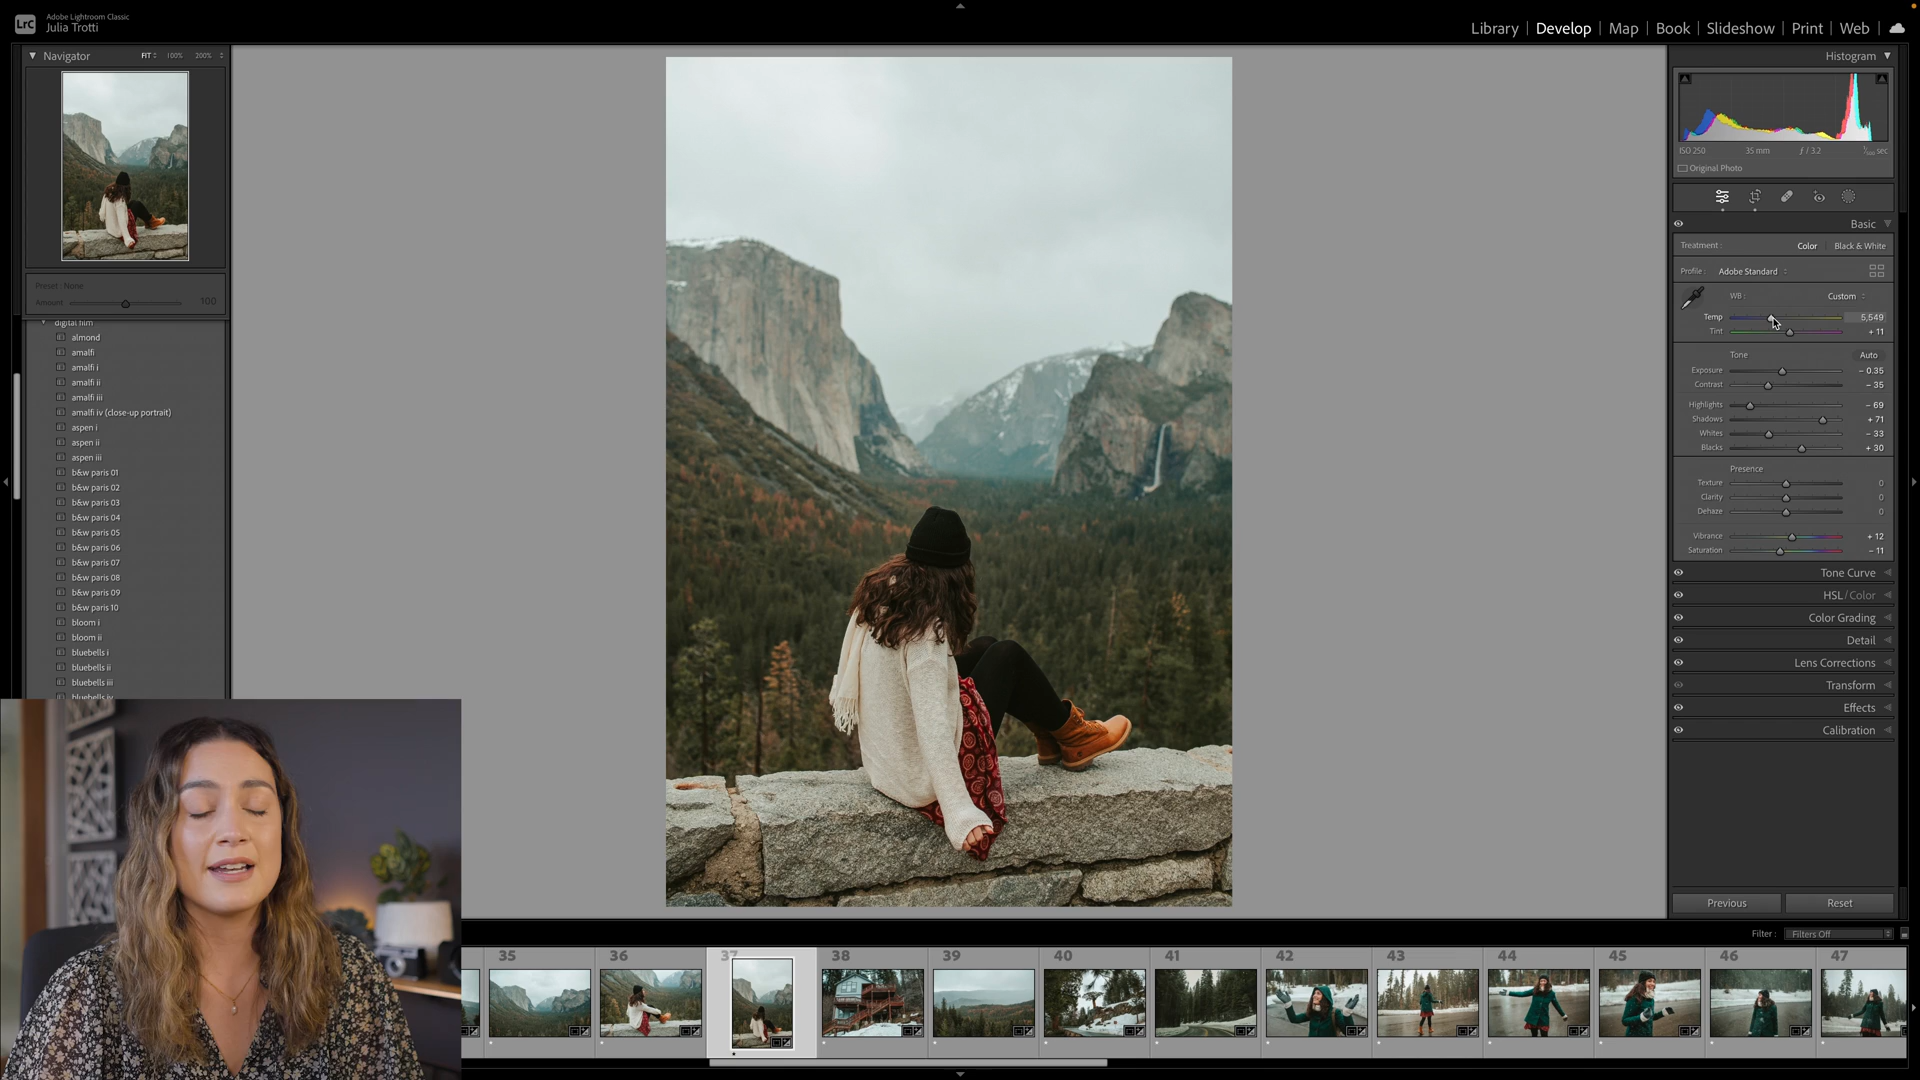 LrC
Adobe Lightroom Classic
Julia Trotti
Library | Develop | Map | Book | Slideshow | Print | Web
Navigator FIT 100% 200%
Preset : None
Amount 100
digital film
almond
amalfi
amalfi i
amalfi ii
amalfi iii
amalfi iv (close-up portrait)
aspen i
aspen ii
aspen iii
b&w paris 01
b&w paris 02
b&w paris 03
b&w paris 04
b&w paris 05
b&w paris 06
b&w paris 07
b&w paris 08
b&w paris 09
b&w paris 10
bloom i
bloom ii
bluebells i
bluebells ii
bluebells iii
bluebells iv
Histogram
ISO 250 35 mm ƒ / 3.2 sec
Original Photo
Basic
Treatment : Color Black & White
Profile : Adobe Standard
WB : Custom
Temp 5,549
Tint + 11
Tone Auto
Exposure − 0.35
Contrast − 35
Highlights − 69
Shadows + 71
Whites − 33
Blacks + 30
Presence
Texture 0
Clarity 0
Dehaze 0
Vibrance + 12
Saturation − 11
Tone Curve
HSL / Color
Color Grading
Detail
Lens Corrections
Transform
Effects
Calibration
Previous Reset
Filter : Filters Off
35 36 37 38 39 40 41 42 43 44 45 46 47